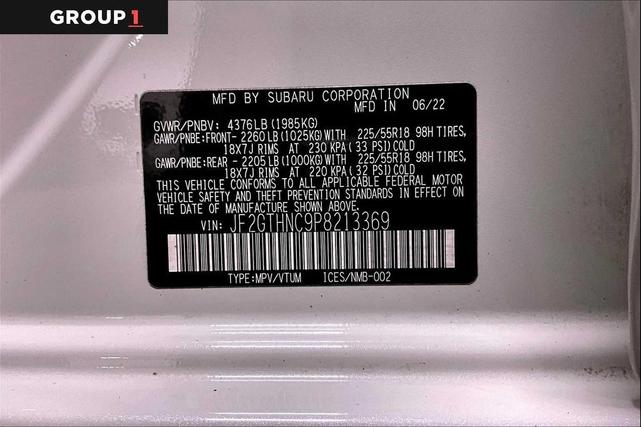 GROUP 1
MFD BY SUBARU CORPORATION
MFD IN 06/22
GVWR/PNBV: 4376LB(1985KG)
GAWR/PNBE:FRONT- 2260LB(1025KG)WITH 225/55R18 98H TIRES,
18X7J RIMS AT 230 KPA(33 PSI)COLD
GAWR/PNBE:REAR - 2205LB(1000KG)WITH 225/55R18 98H TIRES,
18X7J RIMS AT 220 KPA(32 PSI)COLD
THIS VEHICLE CONFORMS TO ALL APPLICABLE FEDERAL MOTOR
VEHICLE SAFETY AND THEFT PREVENTION STANDARDS IN EFFECT ON
THE DATE OF MANUFACTURE SHOWN ABOVE.
VIN: JF2GTHNC9P8213369
TYPE:MPV/VTUM ICES/NMB-002